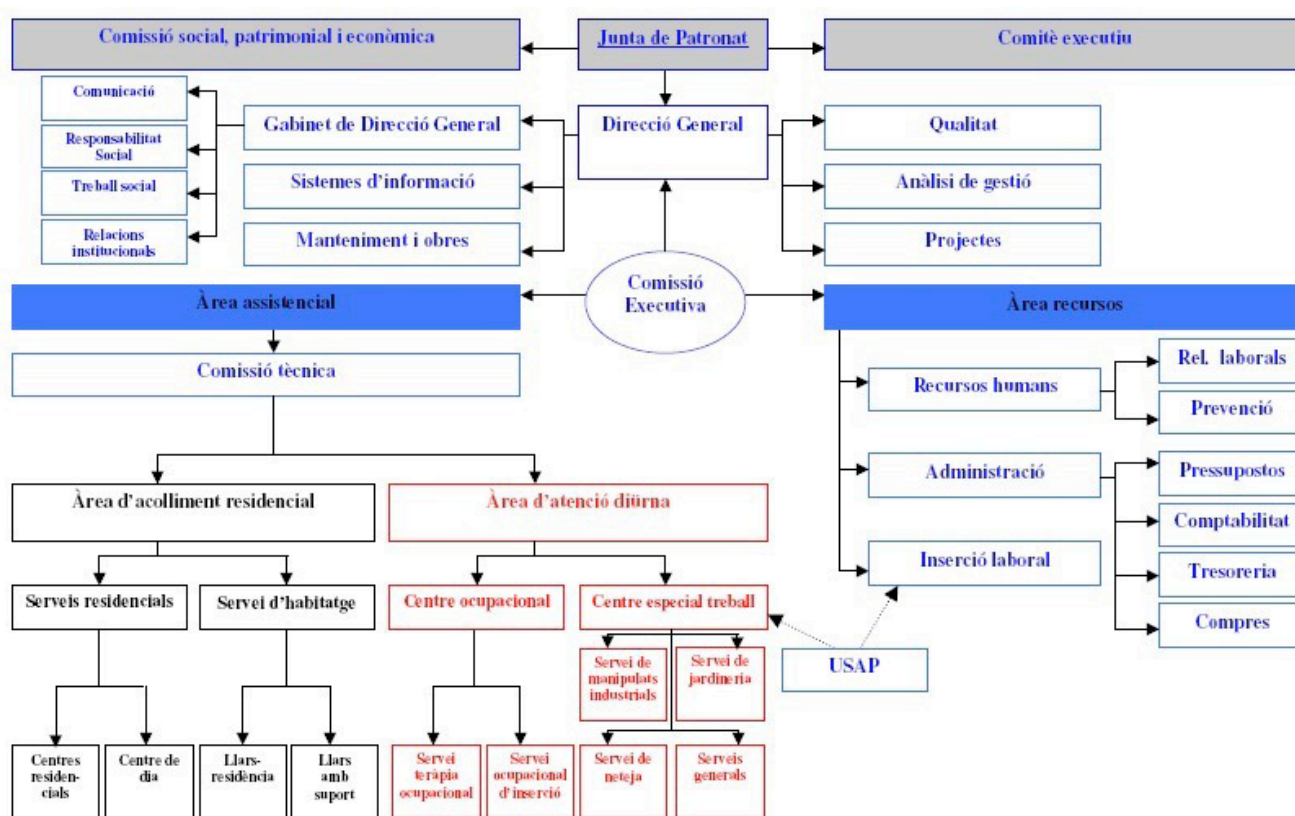 Comissió social, patrimonial i econòmica
Junta de Patronat
Comitè executiu
Comunicació
Responsabilitat
Social
Treball social
Relacions
institucionals
Gabinet de Direcció General
Sistemes d'informació
Manteniment i obres
Direcció General
Qualitat
Anàlisi de gestió
Projectes
Comissió
Executiva
Àrea assistencial
Àrea recursos
Comissió tècnica
Recursos humans
Rel. laborals
Prevenció
Administració
Pressupostos
Comptabilitat
Tresoreria
Compres
Inserció laboral
USAP
Àrea d'acolliment residencial
Àrea d'atenció diürna
Serveis residencials
Servei d'habitatge
Centre ocupacional
Centre especial treball
Servei de
manipulats
industrials
Servei de
jardineria
Centres
residen-
cials
Centre de
dia
Llars-
residència
Llars
amb
suport
Servei
teràpia
ocupacional
Servei
ocupacional
d'inserció
Servei de
neteja
Serveis
generals